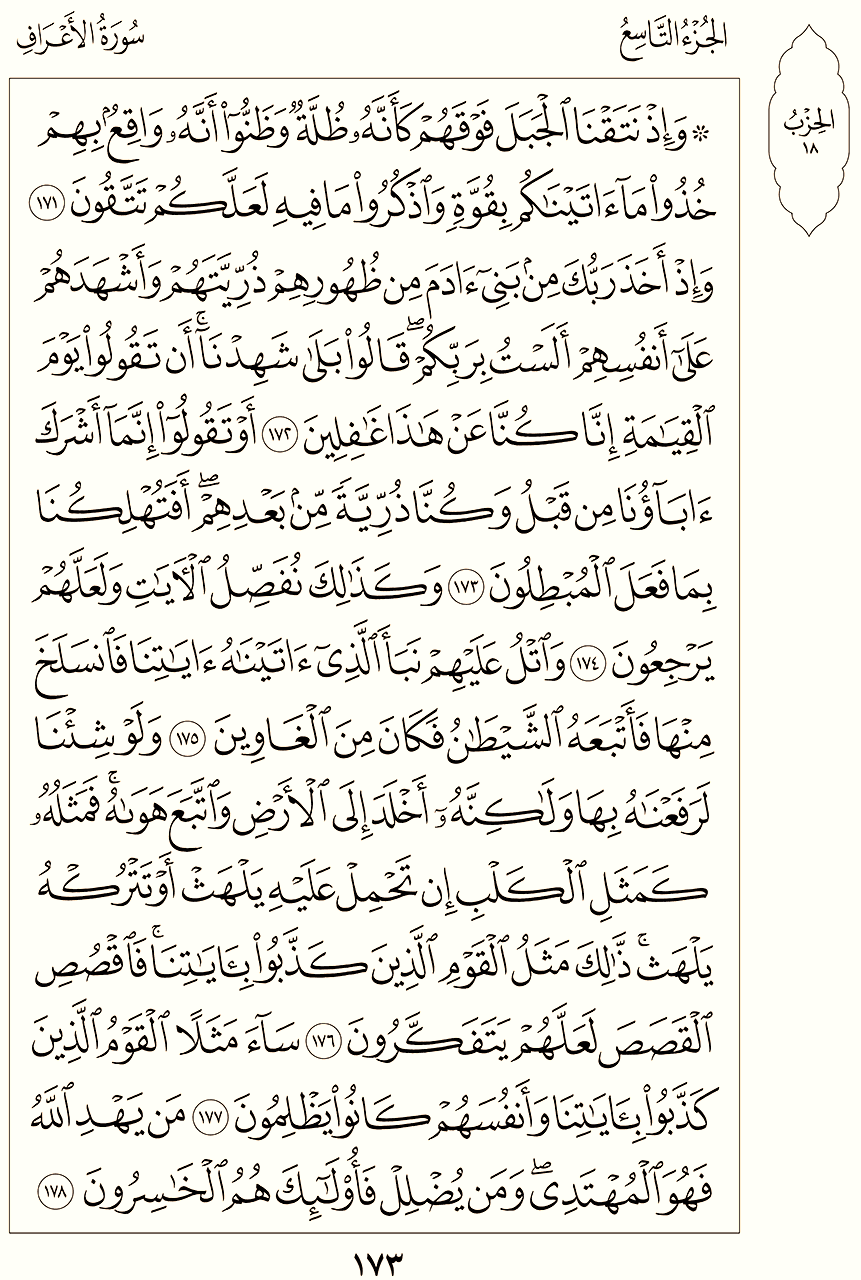 الجُزْءُ التَّاسِعُ
سُورَةُ الأَعْرَافِ
الحِزْبُ
١٨
۞ وَإِذْ نَتَقْنَا ٱلْجَبَلَ فَوْقَهُمْ كَأَنَّهُۥ ظُلَّةٌ وَظَنُّوٓا۟ أَنَّهُۥ وَاقِعٌۢ بِهِمْ
خُذُوا۟ مَآ ءَاتَيْنَـٰكُم بِقُوَّةٍ وَٱذْكُرُوا۟ مَا فِيهِ لَعَلَّكُمْ تَتَّقُونَ ١٧١
وَإِذْ أَخَذَ رَبُّكَ مِنۢ بَنِىٓ ءَادَمَ مِن ظُهُورِهِمْ ذُرِّيَّتَهُمْ وَأَشْهَدَهُمْ
عَلَىٰٓ أَنفُسِهِمْ أَلَسْتُ بِرَبِّكُمْ ۖ قَالُوا۟ بَلَىٰ شَهِدْنَآ ۚ أَن تَقُولُوا۟ يَوْمَ
ٱلْقِيَـٰمَةِ إِنَّا كُنَّا عَنْ هَـٰذَا غَـٰفِلِينَ ١٧٢ أَوْ تَقُولُوٓا۟ إِنَّمَآ أَشْرَكَ
ءَابَآؤُنَا مِن قَبْلُ وَكُنَّا ذُرِّيَّةً مِّنۢ بَعْدِهِمْ ۖ أَفَتُهْلِكُنَا
بِمَا فَعَلَ ٱلْمُبْطِلُونَ ١٧٣ وَكَذَٰلِكَ نُفَصِّلُ ٱلْـَٔايَـٰتِ وَلَعَلَّهُمْ
يَرْجِعُونَ ١٧٤ وَٱتْلُ عَلَيْهِمْ نَبَأَ ٱلَّذِىٓ ءَاتَيْنَـٰهُ ءَايَـٰتِنَا فَٱنسَلَخَ
مِنْهَا فَأَتْبَعَهُ ٱلشَّيْطَـٰنُ فَكَانَ مِنَ ٱلْغَاوِينَ ١٧٥ وَلَوْ شِئْنَا
لَرَفَعْنَـٰهُ بِهَا وَلَـٰكِنَّهُۥٓ أَخْلَدَ إِلَى ٱلْأَرْضِ وَٱتَّبَعَ هَوَىٰهُ ۚ فَمَثَلُهُۥ
كَمَثَلِ ٱلْكَلْبِ إِن تَحْمِلْ عَلَيْهِ يَلْهَثْ أَوْ تَتْرُكْهُ
يَلْهَث ۚ ذَّٰلِكَ مَثَلُ ٱلْقَوْمِ ٱلَّذِينَ كَذَّبُوا۟ بِـَٔايَـٰتِنَا ۚ فَٱقْصُصِ
ٱلْقَصَصَ لَعَلَّهُمْ يَتَفَكَّرُونَ ١٧٦ سَآءَ مَثَلًا ٱلْقَوْمُ ٱلَّذِينَ
كَذَّبُوا۟ بِـَٔايَـٰتِنَا وَأَنفُسَهُمْ كَانُوا۟ يَظْلِمُونَ ١٧٧ مَن يَهْدِ ٱللَّهُ
فَهُوَ ٱلْمُهْتَدِى ۖ وَمَن يُضْلِلْ فَأُو۟لَـٰٓئِكَ هُمُ ٱلْخَـٰسِرُونَ ١٧٨
١٧٣